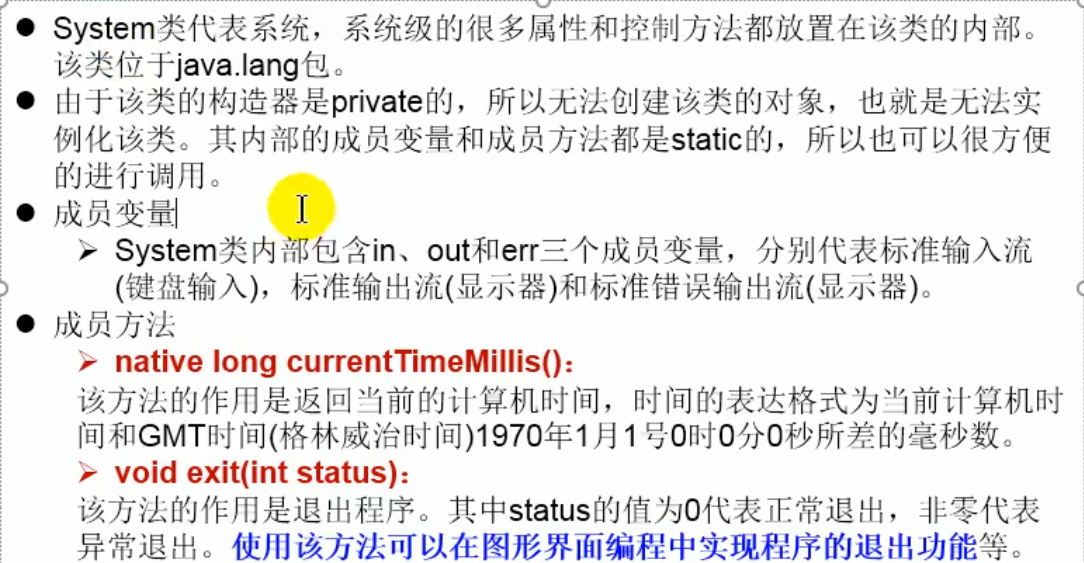 ● System类代表系统，系统级的很多属性和控制方法都放置在该类的内部。
该类位于java.lang包。
● 由于该类的构造器是private的，所以无法创建该类的对象，也就是无法实
例化该类。其内部的成员变量和成员方法都是static的，所以也可以很方便
的进行调用。
● 成员变量
➢ System类内部包含in、out和err三个成员变量，分别代表标准输入流
(键盘输入)，标准输出流(显示器)和标准错误输出流(显示器)。
● 成员方法
➢ native long currentTimeMillis()：
该方法的作用是返回当前的计算机时间，时间的表达格式为当前计算机时
间和GMT时间(格林威治时间)1970年1月1号0时0分0秒所差的毫秒数。
➢ void exit(int status)：
该方法的作用是退出程序。其中status的值为0代表正常退出，非零代表
异常退出。使用该方法可以在图形界面编程中实现程序的退出功能等。